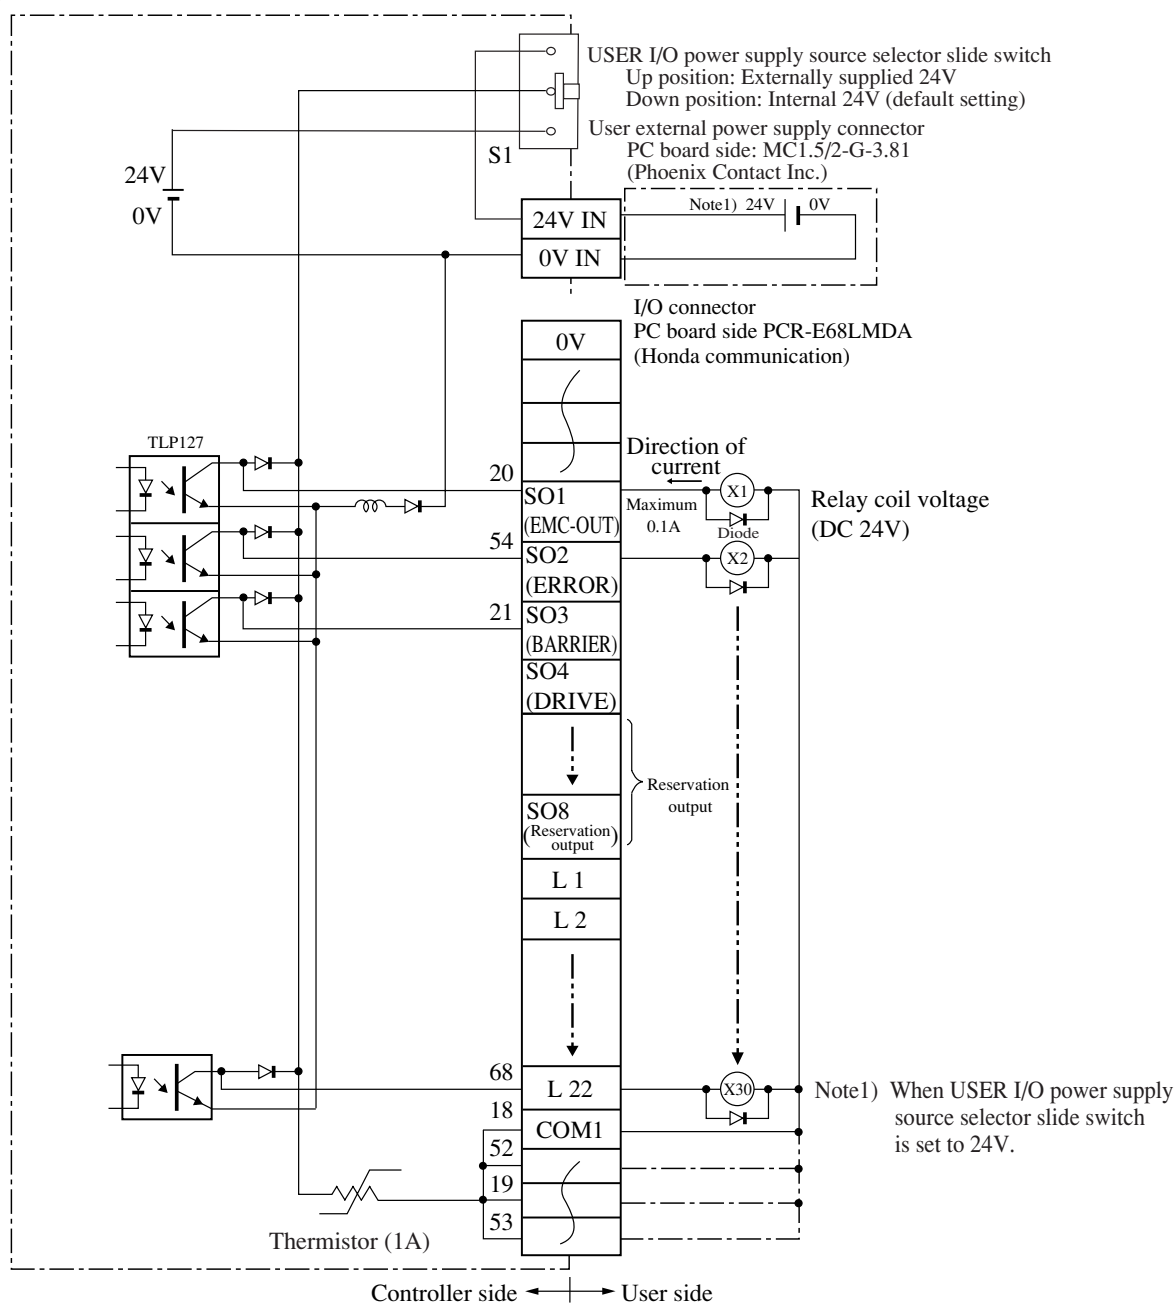 USER I/O power supply source selector slide switch
Up position: Externally supplied 24V
Down position: Internal 24V (default setting)
User external power supply connector
PC board side: MC1.5/2-G-3.81
(Phoenix Contact Inc.)
S1
24V
0V
24V IN
0V IN
Note1) 24V 0V
I/O connector
PC board side PCR-E68LMDA
(Honda communication)
0V
TLP127
Direction of
current
20
SO1
(EMC-OUT)
Maximum
0.1A
X1
Diode
Relay coil voltage
(DC 24V)
54
SO2
(ERROR)
X2
21
SO3
(BARRIER)
SO4
(DRIVE)
Reservation
output
SO8
(Reservation
output)
L 1
L 2
68
L 22
X30
Note1) When USER I/O power supply
source selector slide switch
is set to 24V.
18
COM1
52
19
53
Thermistor (1A)
Controller side
User side